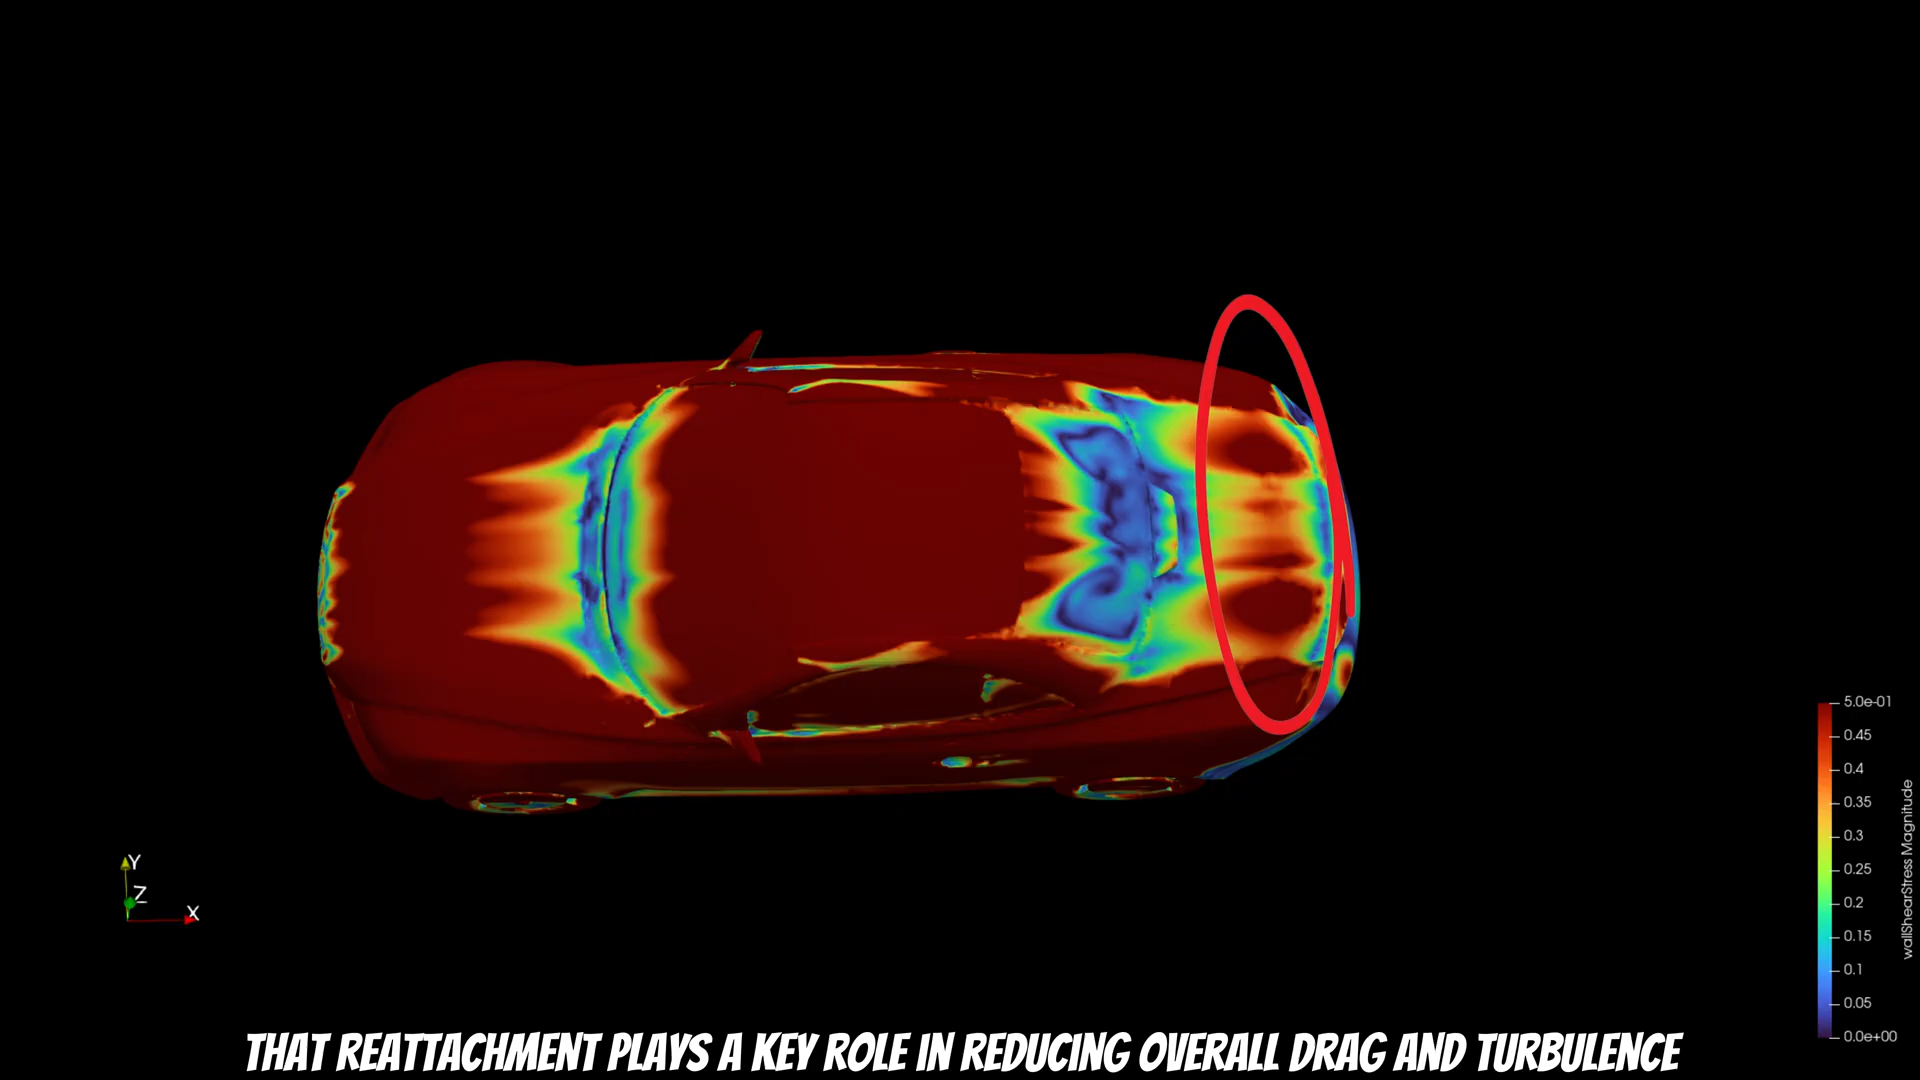 5.0e-01
0.45
0.4
0.35
0.3
0.25
0.2
0.15
0.1
0.05
0.0e+00
wallShearStress Magnitude
Y
Z
X
THAT REATTACHMENT PLAYS A KEY ROLE IN REDUCING OVERALL DRAG AND TURBULENCE